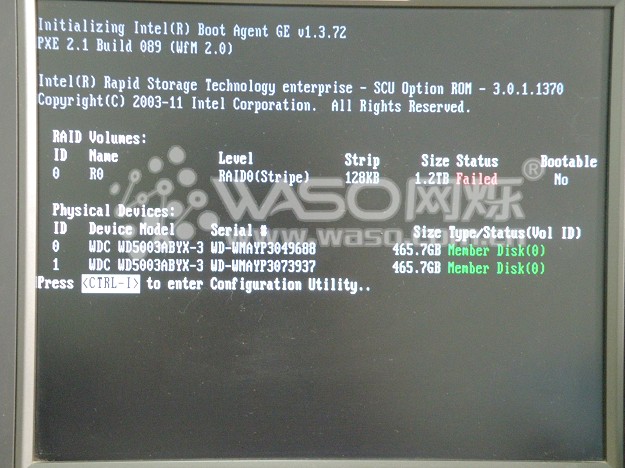 Initializing Intel(R) Boot Agent GE v1.3.72
PXE 2.1 Build 089 (WfM 2.0)
Intel(R) Rapid Storage Technology enterprise - SCU Option ROM - 3.0.1.1370
Copyright(C) 2003-11 Intel Corporation. All Rights Reserved.
RAID Volumes:
ID Name Level Strip Size Status Bootable
0 R0 RAID0(Stripe) 128KB 1.2TB Failed No
WASO网烁®
www.waso.com.cn
Physical Devices:
ID Device Model Serial # Size Type/Status(Vol ID)
0 WDC WD5003ABYX-3 WD-WMAYP3049688 465.7GB Member Disk(0)
1 WDC WD5003ABYX-3 WD-WMAYP3073937 465.7GB Member Disk(0)
Press <CTRL-I> to enter Configuration Utility..